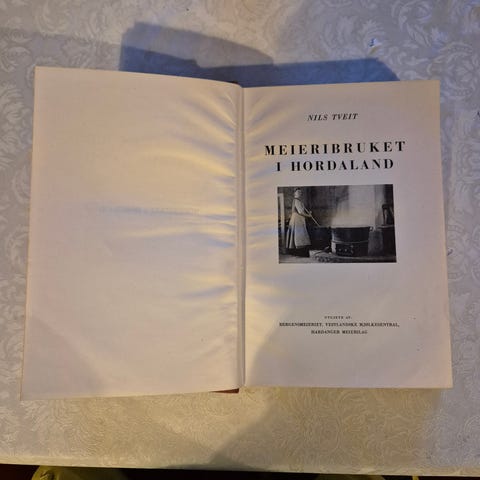 NILS TVEIT
MEIERIBRUKET
I HORDALAND
UTGJEVE AV:
BERGENSMEIERIET, VESTLANDSKE MJØLKESENTRAL,
HARDANGER MEIERILAG